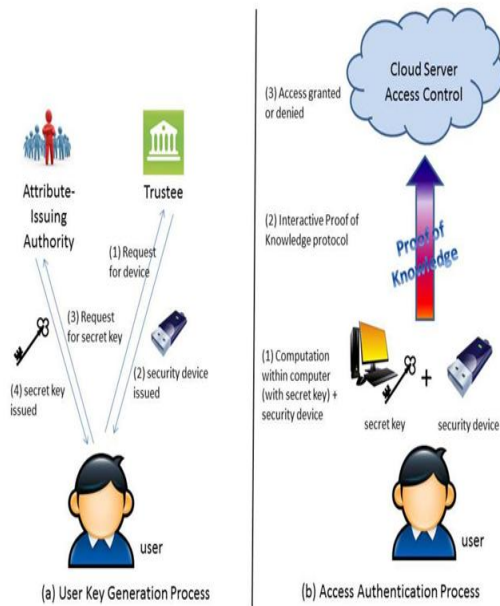 Attribute-
Issuing
Authority
Trustee
(1) Request
for device
(3) Request
for secret key
(2) security device
issued
(4) secret key
issued
user
(a) User Key Generation Process
Cloud Server
Access Control
(3) Access granted
or denied
(2) Interactive Proof of
Knowledge protocol
Proof of
Knowledge
(1) Computation
within computer
(with secret key) +
security device
+
secret key
security device
user
(b) Access Authentication Process